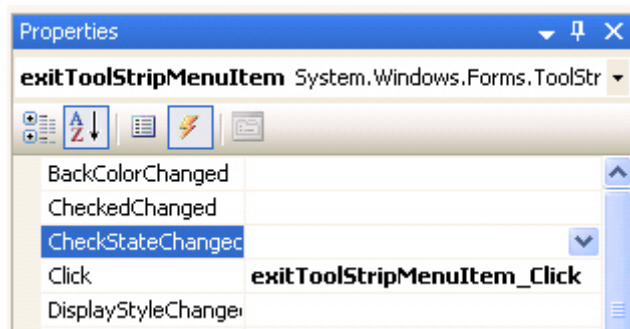 Properties
exitToolStripMenuItem System.Windows.Forms.ToolStr
A
Z
BackColorChanged
CheckedChanged
CheckStateChangec
Click exitToolStripMenuItem_Click
DisplayStyleChange